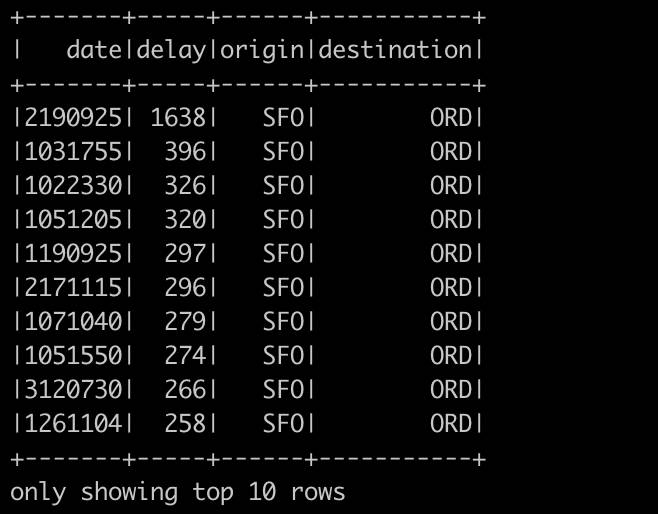 +-------+-----+------+-----------+
|   date|delay|origin|destination|
+-------+-----+------+-----------+
|2190925| 1638|   SFO|        ORD|
|1031755|  396|   SFO|        ORD|
|1022330|  326|   SFO|        ORD|
|1051205|  320|   SFO|        ORD|
|1190925|  297|   SFO|        ORD|
|2171115|  296|   SFO|        ORD|
|1071040|  279|   SFO|        ORD|
|1051550|  274|   SFO|        ORD|
|3120730|  266|   SFO|        ORD|
|1261104|  258|   SFO|        ORD|
+-------+-----+------+-----------+
only showing top 10 rows